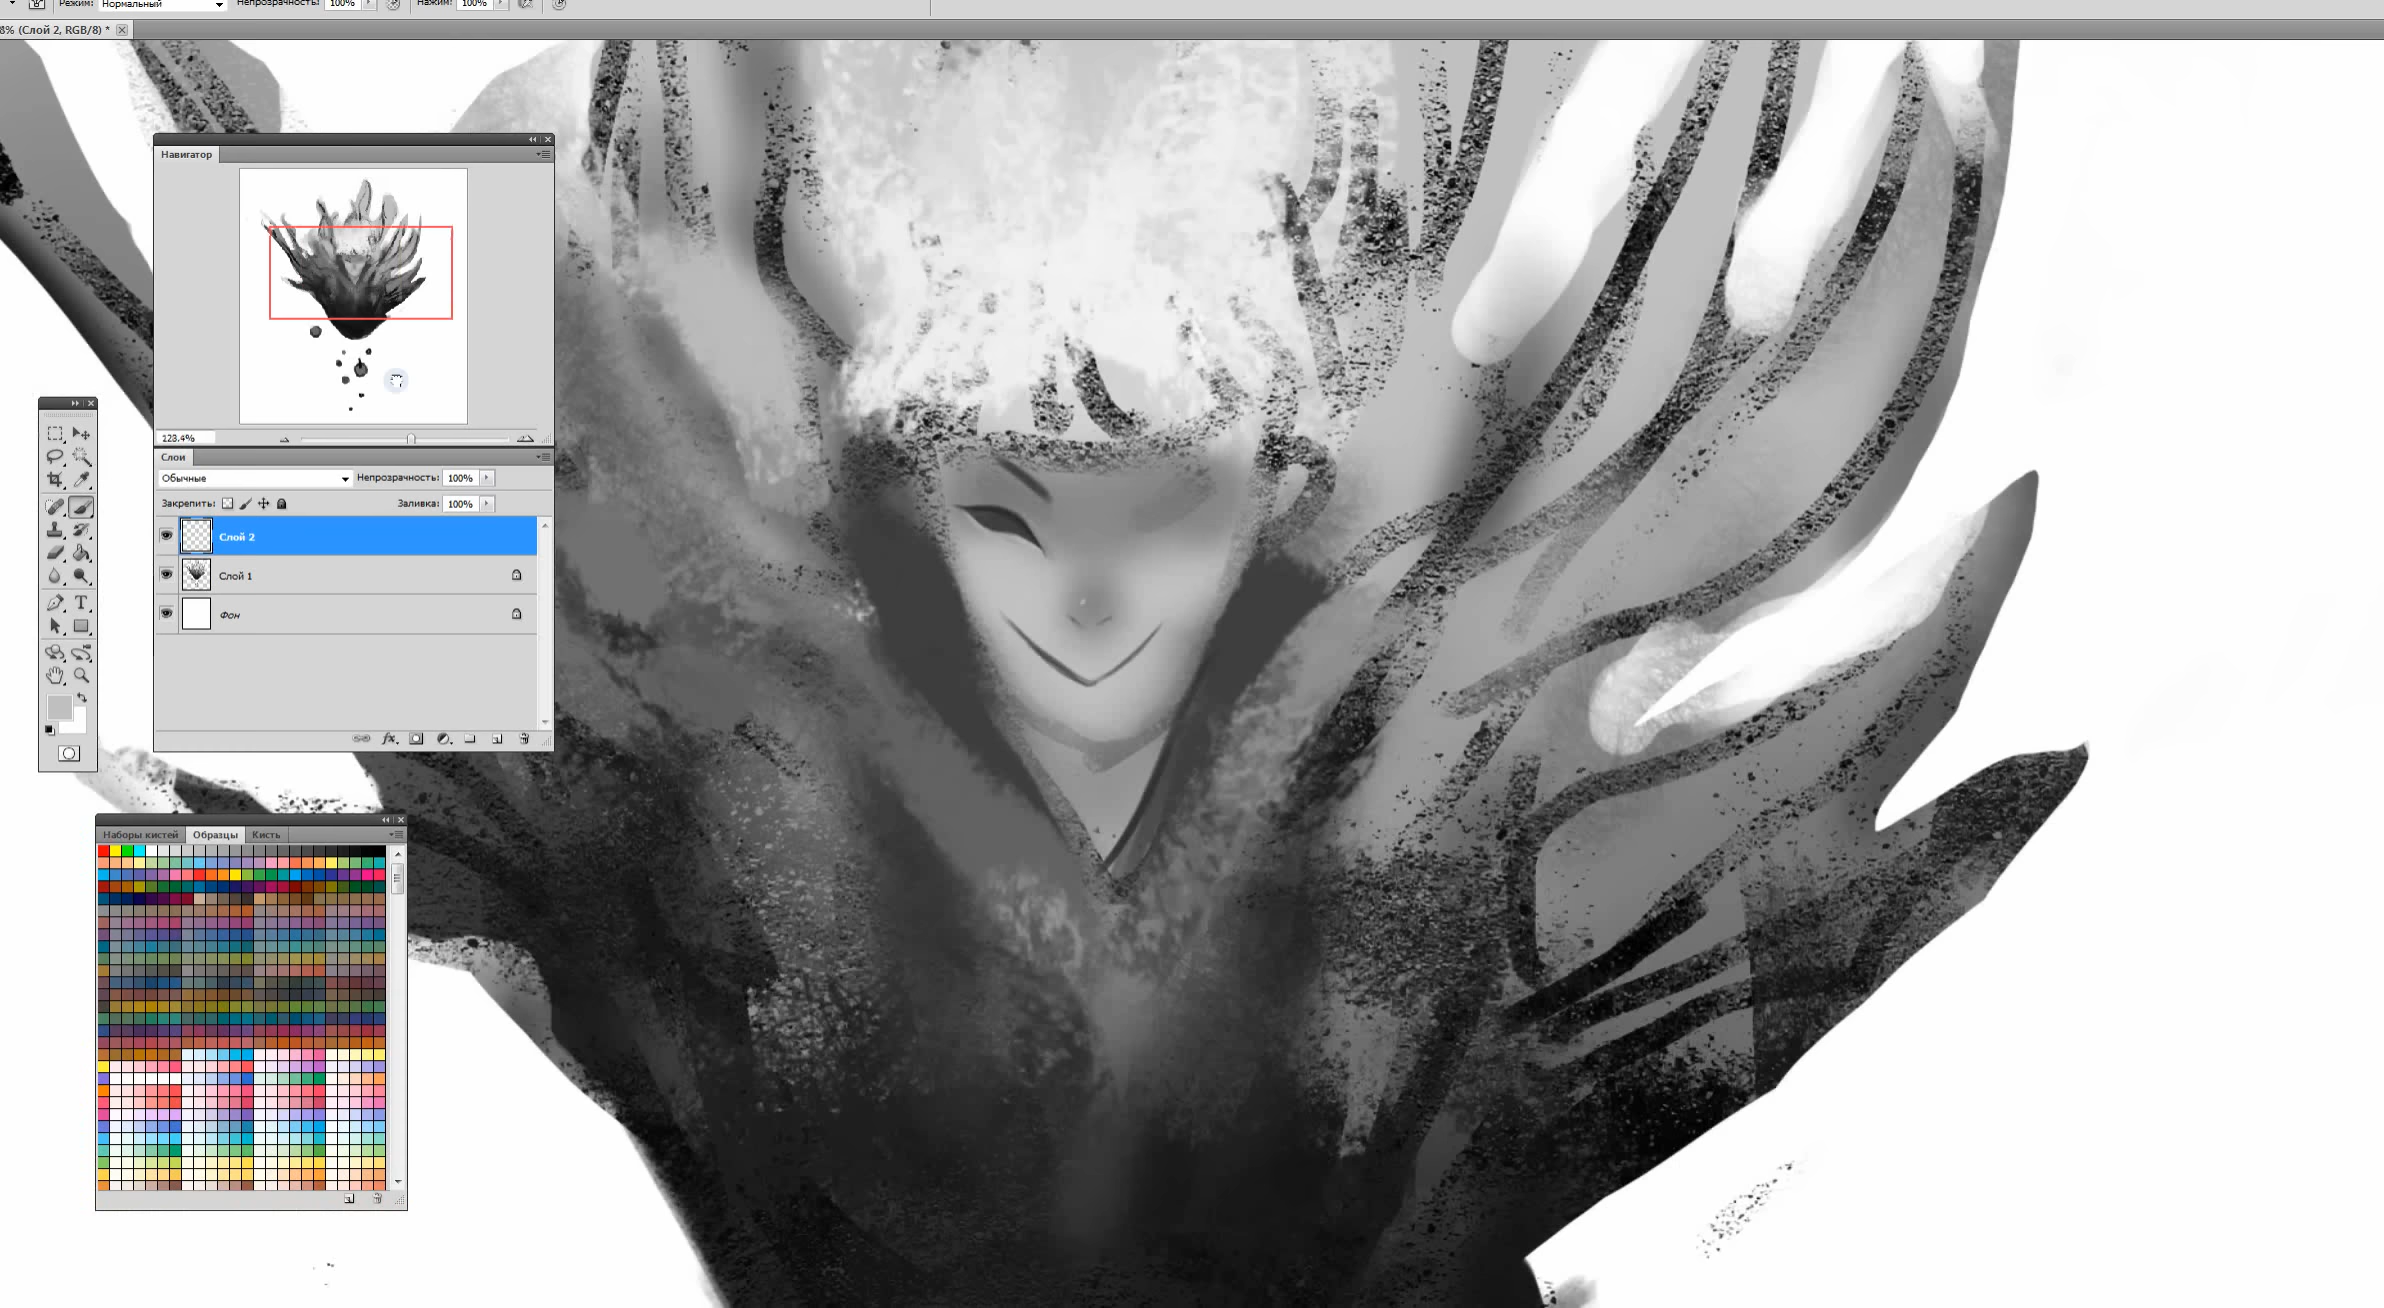 Режим: Нормальный Непрозрачность: 100% Нажим: 100%
8% (Слой 2, RGB/8) *
Навигатор
123.4%
Слои
Обычные Непрозрачность: 100%
Закрепить: Заливка: 100%
Слой 2
Слой 1
Фон
Наборы кистей Образцы Кисть